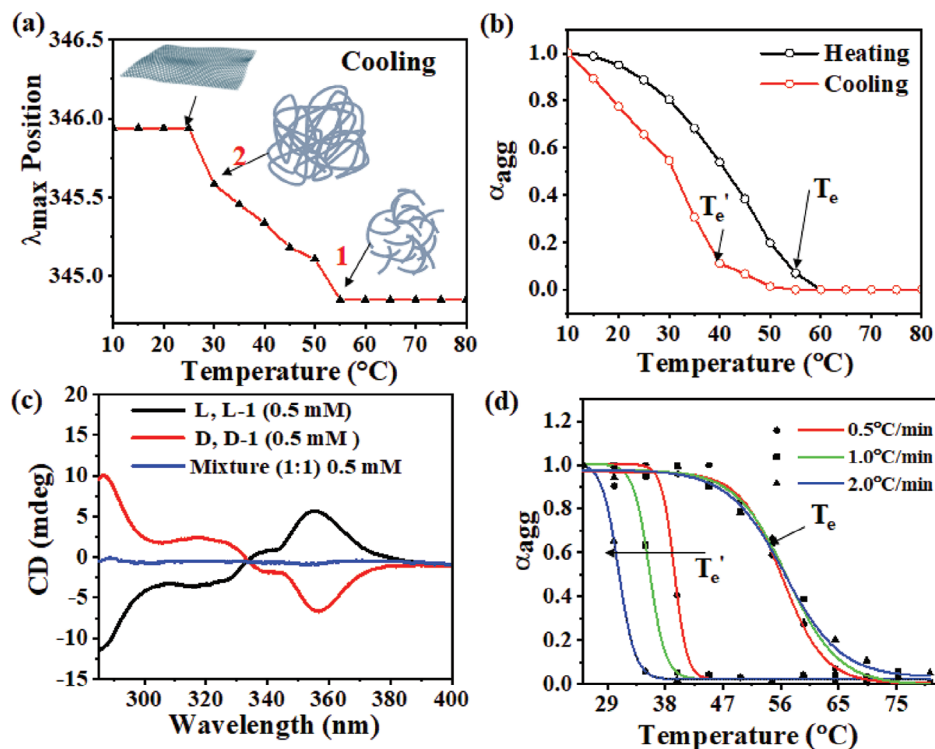 (a)
346.5
346.0
345.5
345.0
λmax Position
Cooling
2
1
10 20 30 40 50 60 70 80
Temperature (°C)
(b)
1.0
0.8
0.6
0.4
0.2
0.0
αagg
Heating
Cooling
Te'
Te
10 20 30 40 50 60 70 80
Temperature (°C)
(c)
20
15
10
5
0
-5
-10
-15
CD (mdeg)
L, L-1 (0.5 mM)
D, D-1 (0.5 mM )
Mixture (1:1) 0.5 mM
300 320 340 360 380 400
Wavelength (nm)
(d)
1.2
1.0
0.8
0.6
0.4
0.2
0.0
αagg
0.5°C/min
1.0°C/min
2.0°C/min
Te
Te'
29 38 47 56 65 75
Temperature (°C)